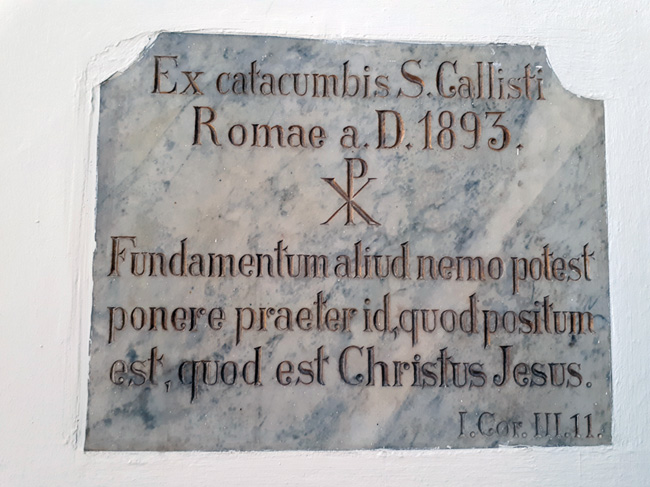 Ex catacumbis S. Callisti
Romae a. D. 1893.
☧
Fundamentum aliud nemo potest
ponere praeter id, quod positum
est, quod est Christus Jesus.
I. Cor. III. 11.